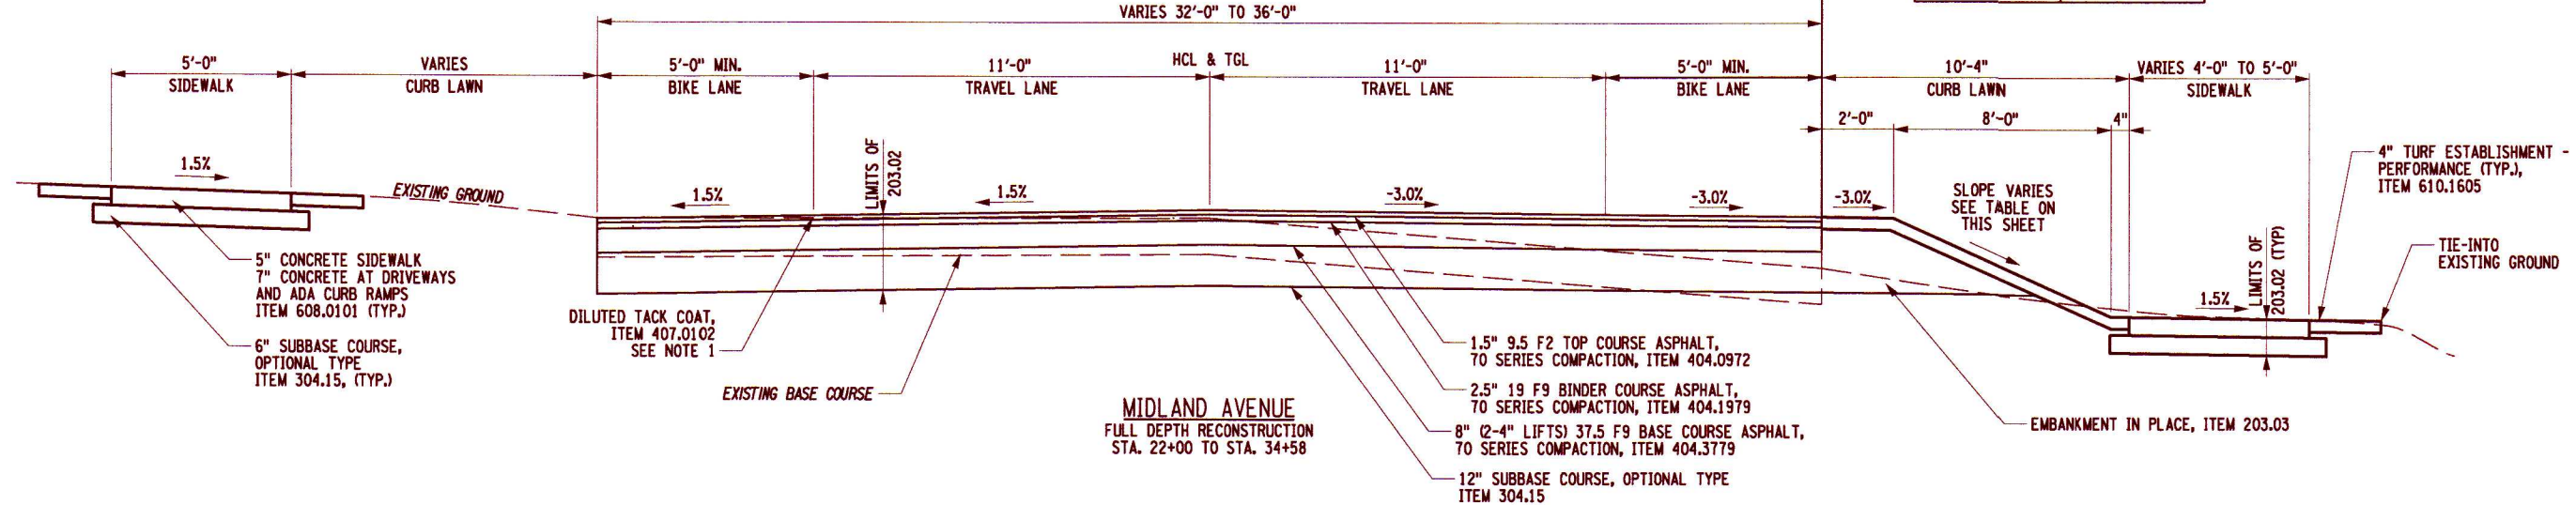 VARIES 32'-0" TO 36'-0"
5'-0"
SIDEWALK
VARIES
CURB LAWN
5'-0" MIN.
BIKE LANE
11'-0"
TRAVEL LANE
HCL & TGL
11'-0"
TRAVEL LANE
5'-0" MIN.
BIKE LANE
10'-4"
CURB LAWN
VARIES 4'-0" TO 5'-0"
SIDEWALK
2'-0"
8'-0"
4"
1.5%
EXISTING GROUND
1.5%
LIMITS OF
203.02
1.5%
-3.0%
-3.0%
-3.0%
SLOPE VARIES
SEE TABLE ON
THIS SHEET
LIMITS OF
203.02 (TYP)
1.5%
4" TURF ESTABLISHMENT -
PERFORMANCE (TYP.),
ITEM 610.1605
TIE-INTO
EXISTING GROUND
5" CONCRETE SIDEWALK
7" CONCRETE AT DRIVEWAYS
AND ADA CURB RAMPS
ITEM 608.0101 (TYP.)
6" SUBBASE COURSE,
OPTIONAL TYPE
ITEM 304.15, (TYP.)
DILUTED TACK COAT,
ITEM 407.0102
SEE NOTE 1
EXISTING BASE COURSE
MIDLAND AVENUE
FULL DEPTH RECONSTRUCTION
STA. 22+00 TO STA. 34+58
1.5" 9.5 F2 TOP COURSE ASPHALT,
70 SERIES COMPACTION, ITEM 404.0972
2.5" 19 F9 BINDER COURSE ASPHALT,
70 SERIES COMPACTION, ITEM 404.1979
8" (2-4" LIFTS) 37.5 F9 BASE COURSE ASPHALT,
70 SERIES COMPACTION, ITEM 404.3779
12" SUBBASE COURSE, OPTIONAL TYPE
ITEM 304.15
EMBANKMENT IN PLACE, ITEM 203.03